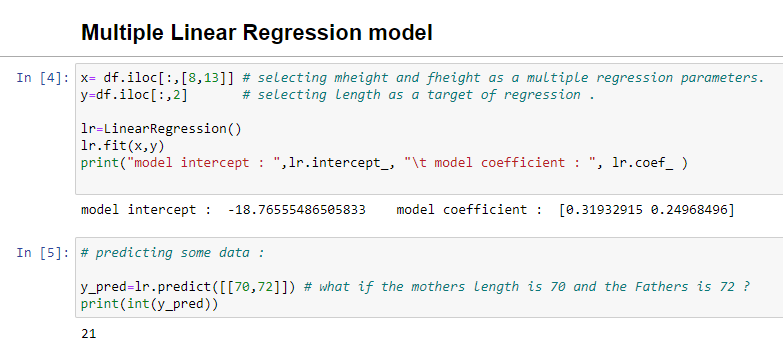 Multiple Linear Regression model
In [4]: x= df.iloc[:,[8,13]] # selecting mheight and fheight as a multiple regression parameters.
y=df.iloc[:,2] # selecting Length as a target of regression .
lr=LinearRegression()
lr.fit(x,y)
print("model intercept : ",lr.intercept_, "\t model coefficient : ", lr.coef_ )
model intercept : -18.76555486505833 model coefficient : [0.31932915 0.24968496]
In [5]: # predicting some data :
y_pred=lr.predict([[70,72]]) # what if the mothers length is 70 and the Fathers is 72 ?
print(int(y_pred))
21